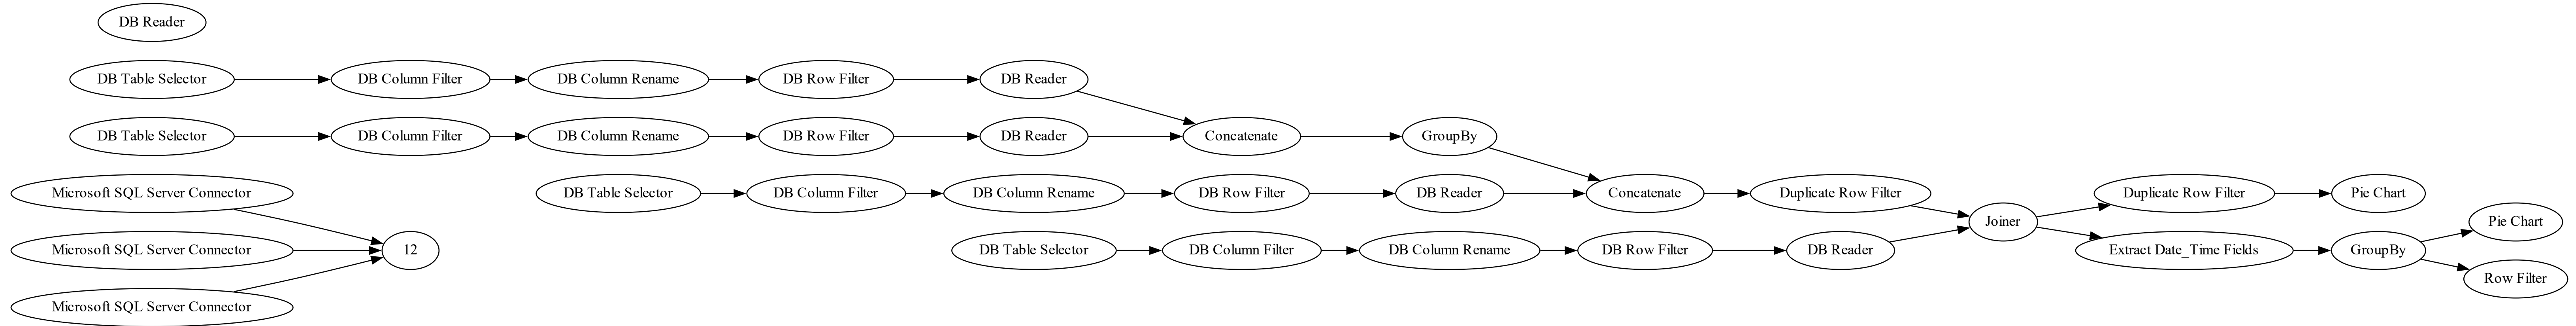 DB Reader
DB Table Selector DB Column Filter DB Column Rename DB Row Filter DB Reader
DB Table Selector DB Column Filter DB Column Rename DB Row Filter DB Reader Concatenate GroupBy
Microsoft SQL Server Connector DB Table Selector DB Column Filter DB Column Rename DB Row Filter DB Reader Concatenate Duplicate Row Filter Duplicate Row Filter Pie Chart
Joiner Pie Chart
Microsoft SQL Server Connector 12 DB Table Selector DB Column Filter DB Column Rename DB Row Filter DB Reader Extract Date_Time Fields GroupBy
Row Filter
Microsoft SQL Server Connector